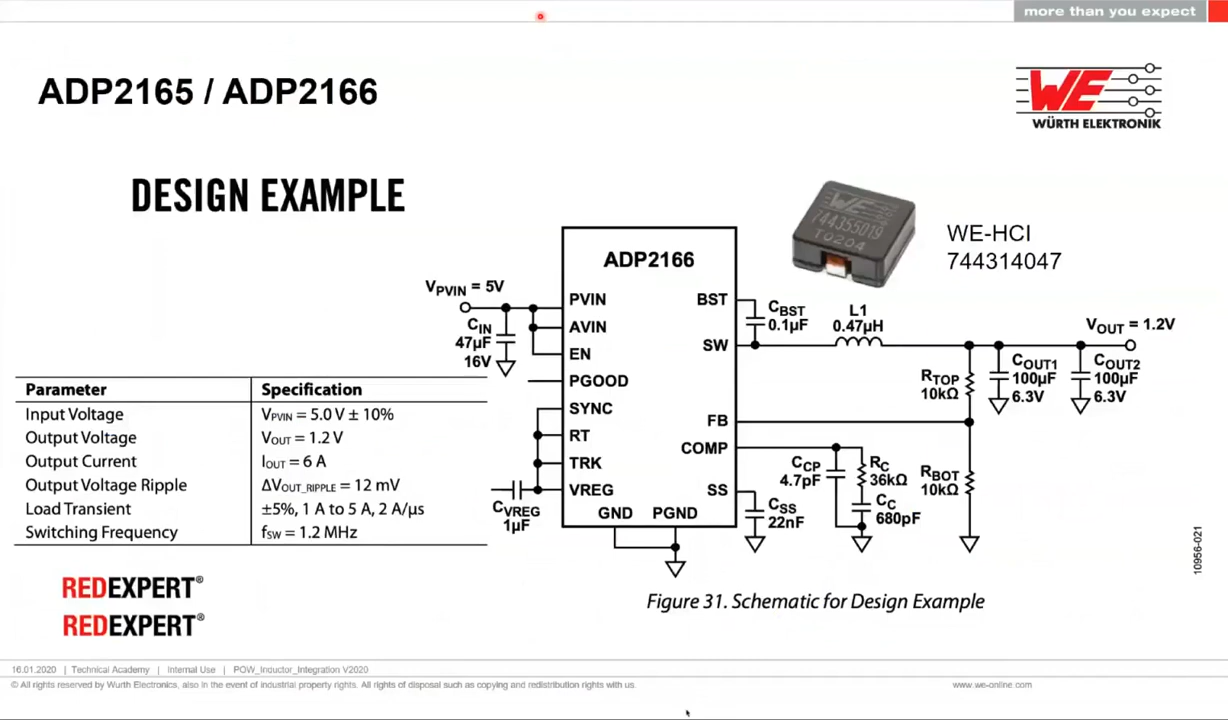 more than you expect
ADP2165 / ADP2166
WE
WÜRTH ELEKTRONIK
DESIGN EXAMPLE
WE
744355019
T0204
WE-HCI
744314047
ADP2166
VPVIN = 5V
CIN
47µF
16V
PVIN
AVIN
EN
PGOOD
SYNC
RT
TRK
VREG
GND
PGND
BST
SW
FB
COMP
SS
CVREG
1µF
CBST
0.1µF
L1
0.47µH
VOUT = 1.2V
RTOP
10kΩ
COUT1
100µF
6.3V
COUT2
100µF
6.3V
CCP
4.7pF
RC
36kΩ
CC
680pF
RBOT
10kΩ
CSS
22nF
10956-021
Figure 31. Schematic for Design Example
Parameter Specification
Input Voltage VPVIN = 5.0 V ± 10%
Output Voltage VOUT = 1.2 V
Output Current IOUT = 6 A
Output Voltage Ripple ΔVOUT_RIPPLE = 12 mV
Load Transient ±5%, 1 A to 5 A, 2 A/µs
Switching Frequency fSW = 1.2 MHz
REDEXPERT®
REDEXPERT®
16.01.2020 | Technical Academy | Internal Use | POW_Inductor_Integration V2020
© All rights reserved by Wurth Electronics, also in the event of industrial property rights. All rights of disposal such as copying and redistribution rights with us.
www.we-online.com